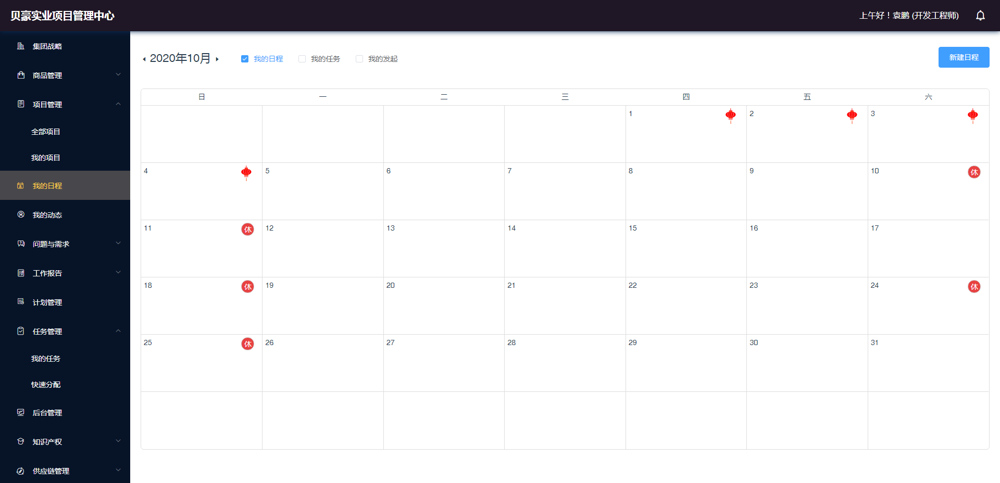 贝豪实业项目管理中心
上午好！袁鹏 (开发工程师)
集团战略
商品管理
项目管理
全部项目
我的项目
我的日程
我的动态
问题与需求
工作报告
计划管理
任务管理
我的任务
快速分配
后台管理
知识产权
供应链管理
2020年10月
我的日程 我的任务 我的发起
新建日程
日 一 二 三 四 五 六
1 2 3
4 5 6 7 8 9 10 休
11 休 12 13 14 15 16 17
18 休 19 20 21 22 23 24 休
25 休 26 27 28 29 30 31